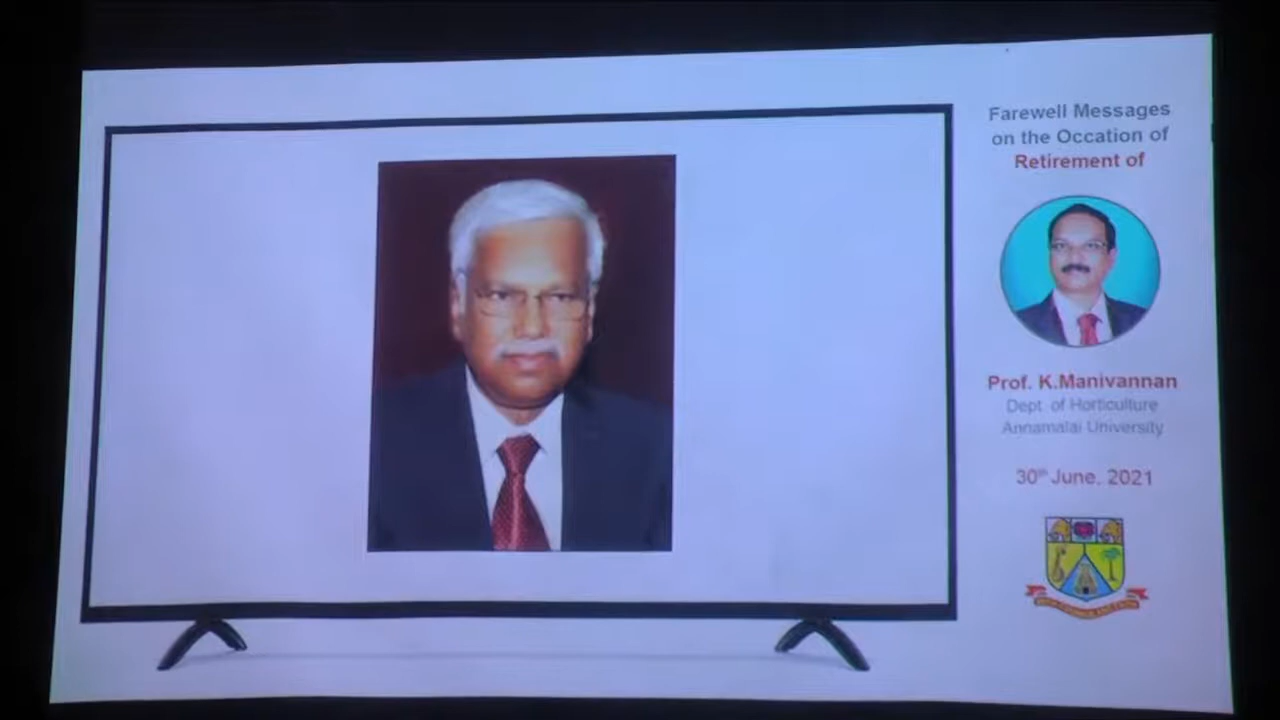 Farewell Messages
on the Occation of
Retirement of
Prof. K.Manivannan
Dept. of Horticulture
Annamalai University
30th June, 2021